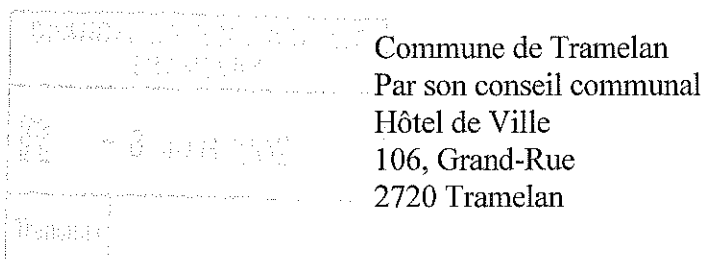 Commune de Tramelan
Par son conseil communal
Hôtel de Ville
106, Grand-Rue
2720 Tramelan